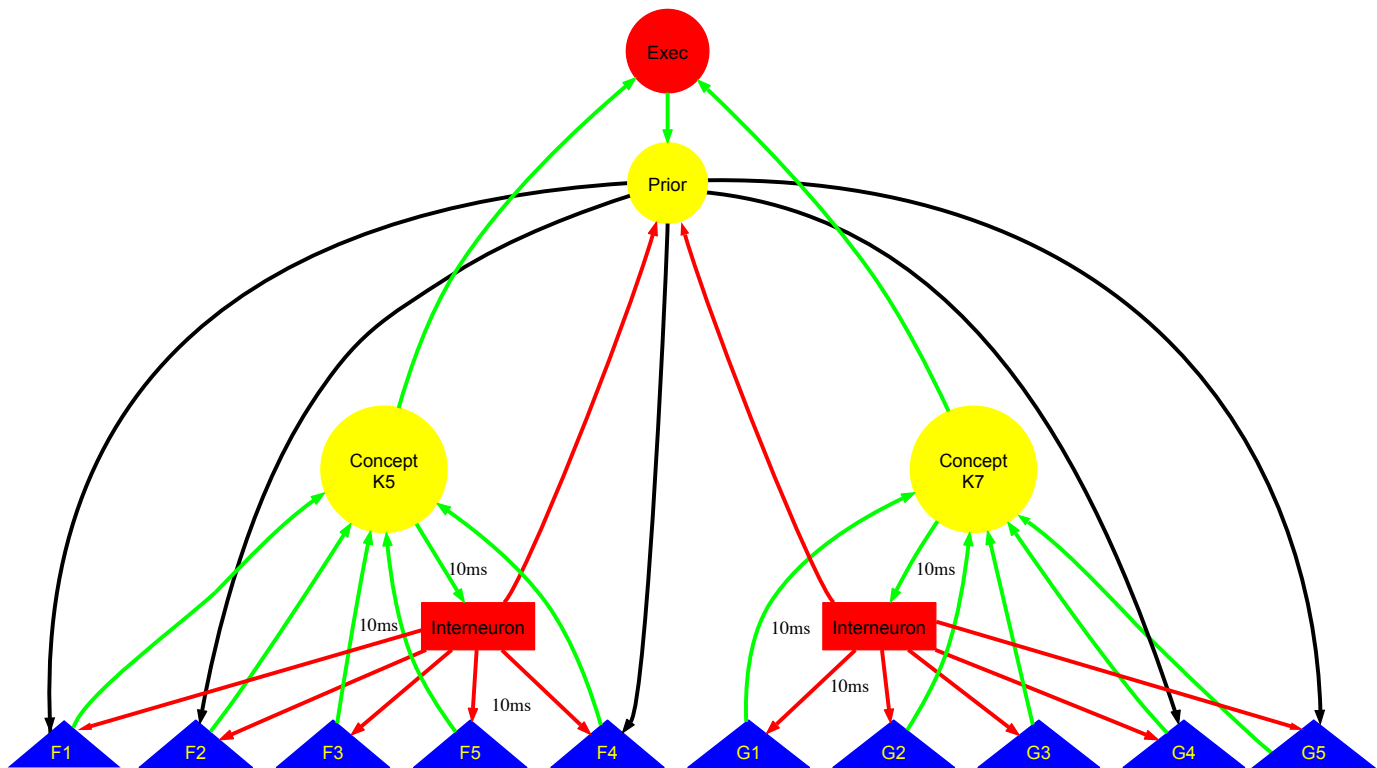 Exec
Prior
Concept
K5
Concept
K7
10ms
10ms
10ms
Interneuron
10ms
Interneuron
10ms
10ms
F1
F2
F3
F5
F4
G1
G2
G3
G4
G5